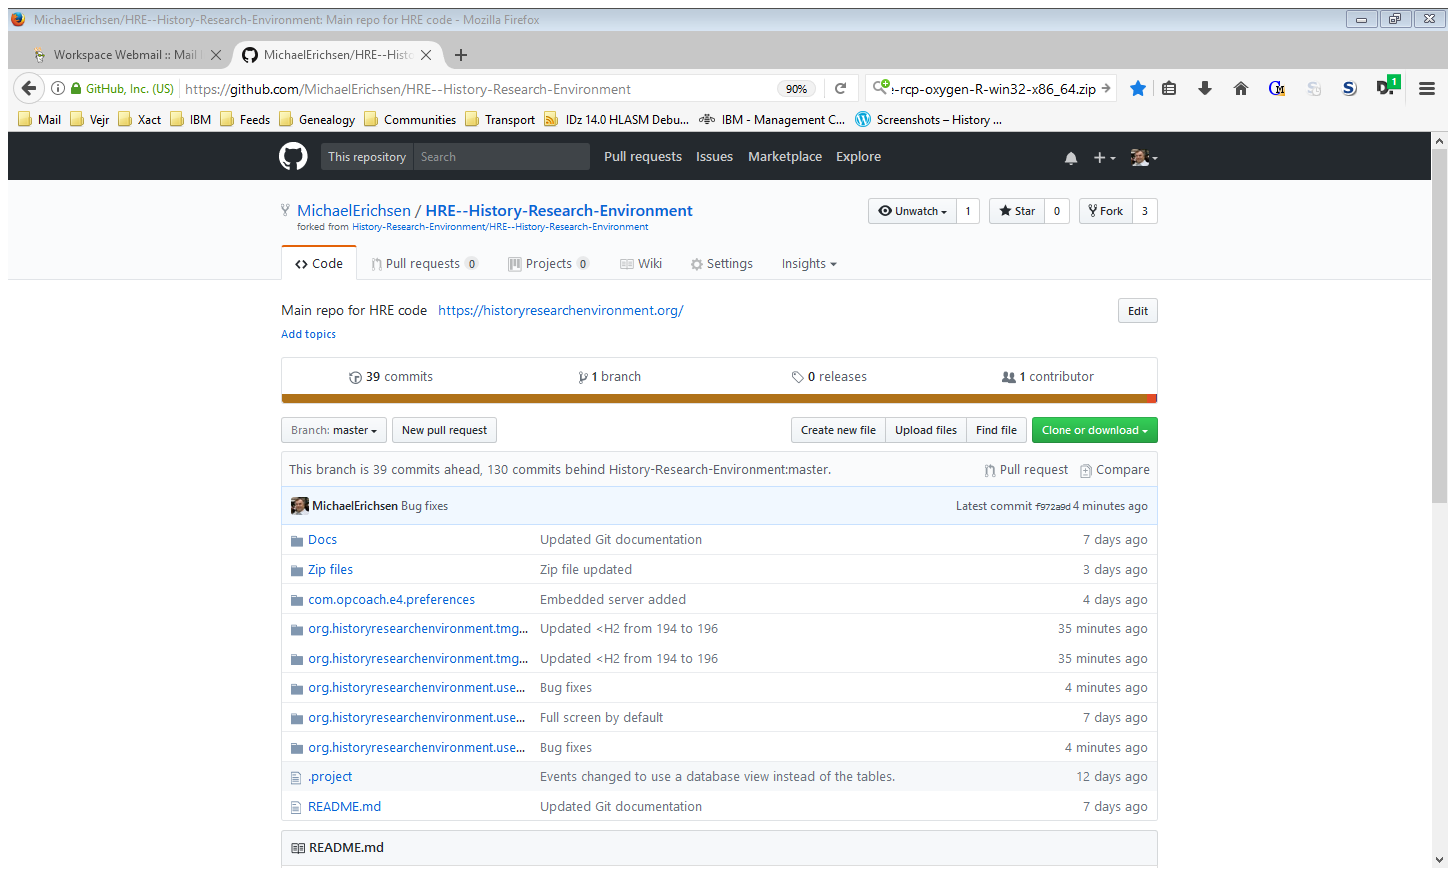 MichaelErichsen/HRE--History-Research-Environment: Main repo for HRE code - Mozilla Firefox
Workspace Webmail :: Mail
MichaelErichsen/HRE--Histo
GitHub, Inc. (US) https://github.com/MichaelErichsen/HRE--History-Research-Environment 90% :-rcp-oxygen-R-win32-x86_64.zip 1
Mail Vejr Xact IBM Feeds Genealogy Communities Transport IDz 14.0 HLASM Debu... IBM - Management C... Screenshots – History ...
This repository Search Pull requests Issues Marketplace Explore
MichaelErichsen / HRE--History-Research-Environment Unwatch 1 Star 0 Fork 3
forked from History-Research-Environment/HRE--History-Research-Environment
Code Pull requests 0 Projects 0 Wiki Settings Insights
Main repo for HRE code https://historyresearchenvironment.org/ Edit
Add topics
39 commits 1 branch 0 releases 1 contributor
Branch: master New pull request Create new file Upload files Find file Clone or download
This branch is 39 commits ahead, 130 commits behind History-Research-Environment:master. Pull request Compare
MichaelErichsen Bug fixes Latest commit f972a9d 4 minutes ago
Docs Updated Git documentation 7 days ago
Zip files Zip file updated 3 days ago
com.opcoach.e4.preferences Embedded server added 4 days ago
org.historyresearchenvironment.tmg... Updated <H2 from 194 to 196 35 minutes ago
org.historyresearchenvironment.tmg... Updated <H2 from 194 to 196 35 minutes ago
org.historyresearchenvironment.use... Bug fixes 4 minutes ago
org.historyresearchenvironment.use... Full screen by default 7 days ago
org.historyresearchenvironment.use... Bug fixes 4 minutes ago
.project Events changed to use a database view instead of the tables. 12 days ago
README.md Updated Git documentation 7 days ago
README.md